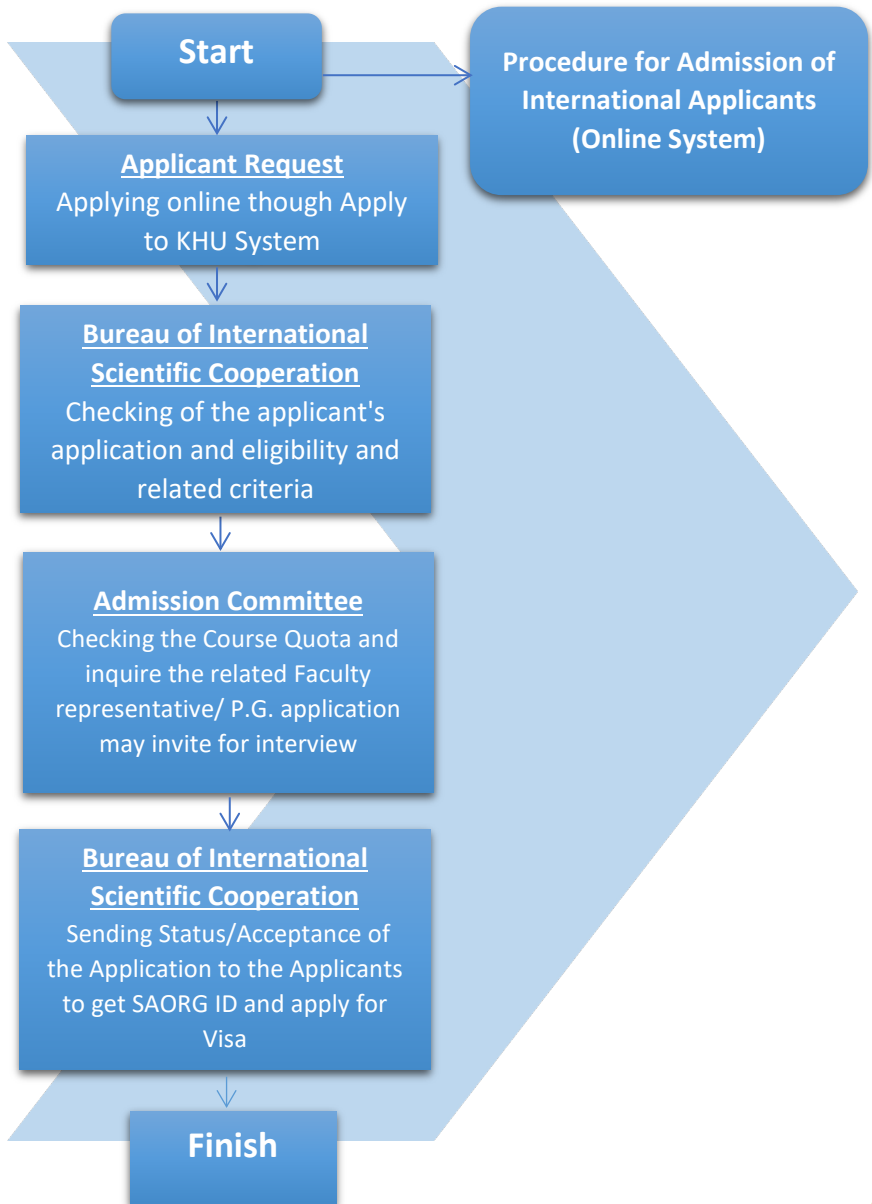 Start
Procedure for Admission of
International Applicants
(Online System)
Applicant Request
Applying online though Apply
to KHU System
Bureau of International
Scientific Cooperation
Checking of the applicant's
application and eligibility and
related criteria
Admission Committee
Checking the Course Quota and
inquire the related Faculty
representative/ P.G. application
may invite for interview
Bureau of International
Scientific Cooperation
Sending Status/Acceptance of
the Application to the Applicants
to get SAORG ID and apply for
Visa
Finish